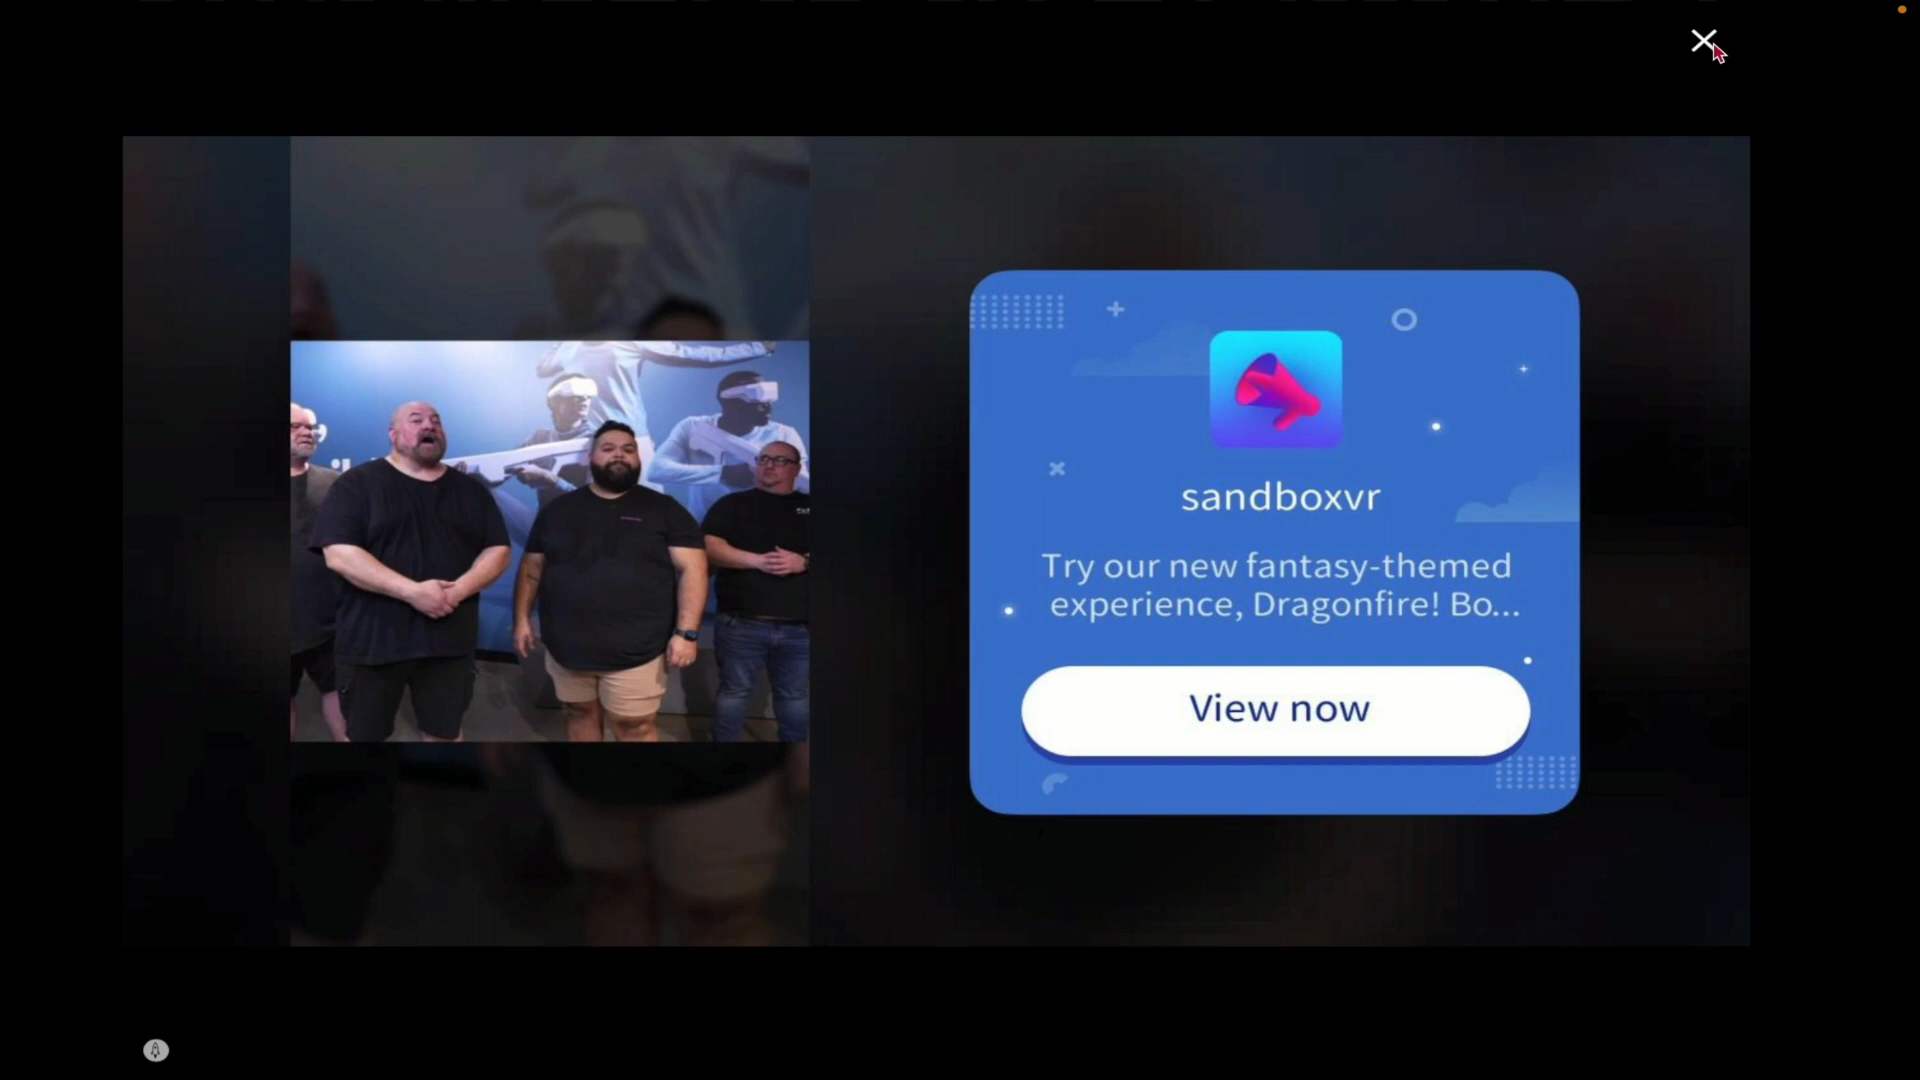 sandboxvr
Try our new fantasy-themed
experience, Dragonfire! Bo...
View now